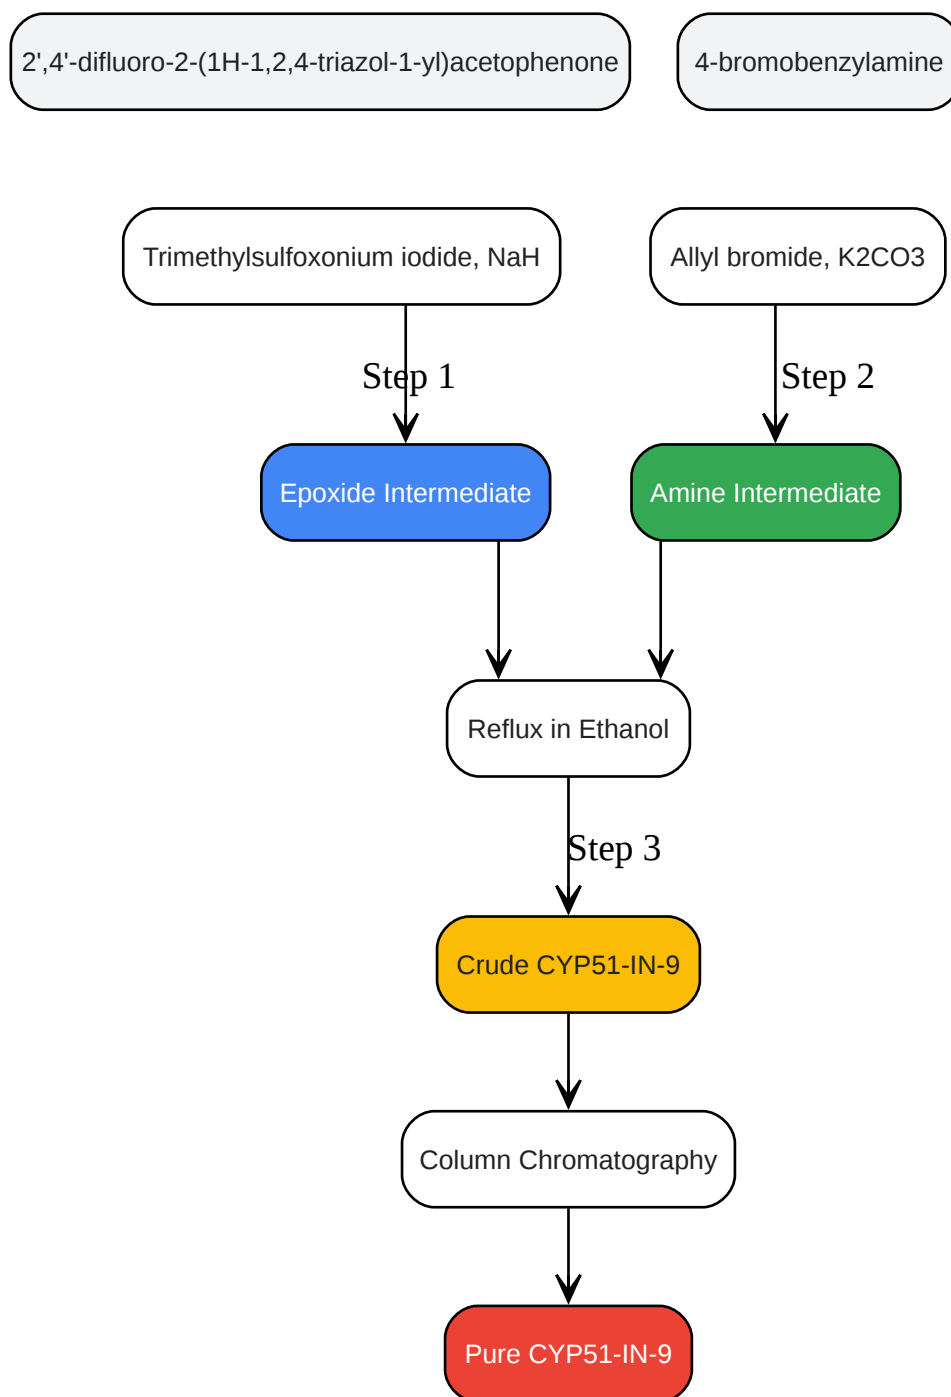 2',4'-difluoro-2-(1H-1,2,4-triazol-1-yl)acetophenone
4-bromobenzylamine
Trimethylsulfoxonium iodide, NaH
Allyl bromide, K2CO3
Step 1
Step 2
Epoxide Intermediate
Amine Intermediate
Reflux in Ethanol
Step 3
Crude CYP51-IN-9
Column Chromatography
Pure CYP51-IN-9